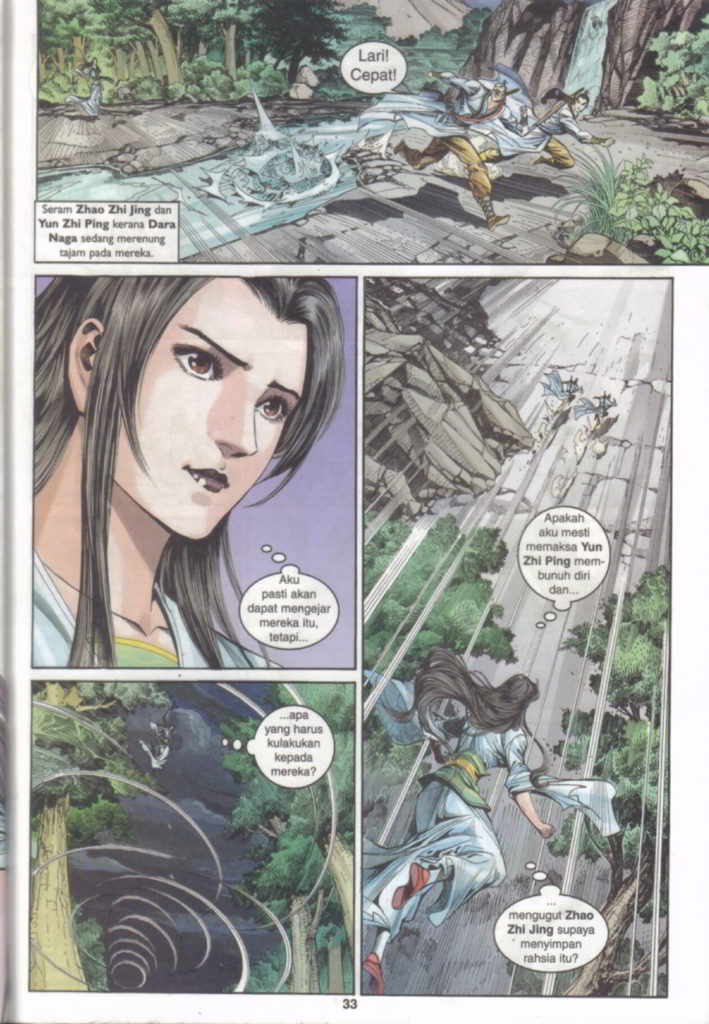 Lari!
Cepat!
Seram Zhao Zhi Jing dan
Yun Zhi Ping kerana Dara
Naga sedang merenung
tajam pada mereka.
Aku
pasti akan
dapat mengejar
mereka itu,
tetapi...
...apa
yang harus
kulakukan
kepada
mereka?
Apakah
aku mesti
memaksa Yun
Zhi Ping mem-
bunuh diri
dan...
...
mengugut Zhao
Zhi Jing supaya
menyimpan
rahsia itu?
33